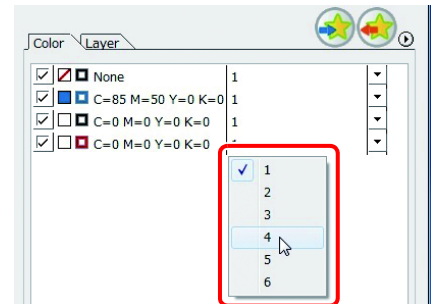 Color Layer
None 1
C=85 M=50 Y=0 K=0 1
C=0 M=0 Y=0 K=0 1
C=0 M=0 Y=0 K=0
1
2
3
4
5
6